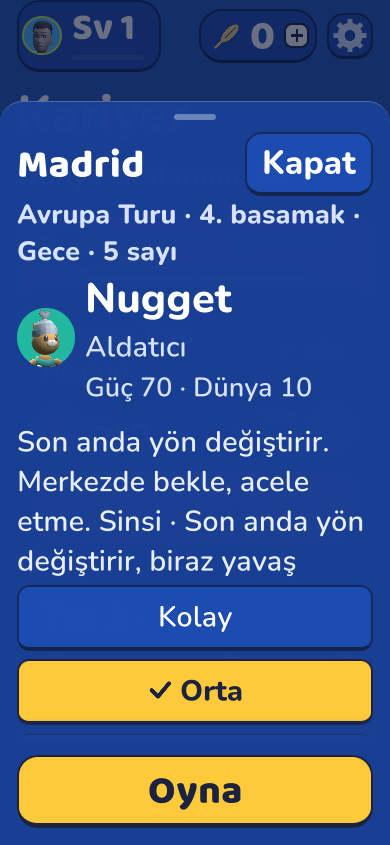 Sv 1
0
Kariyer
Madrid
Kapat
Avrupa Turu · 4. basamak ·
Gece · 5 sayı
Nugget
Aldatıcı
Güç 70 · Dünya 10
Son anda yön değiştirir.
Merkezde bekle, acele
etme. Sinsi · Son anda yön
değiştirir, biraz yavaş
Kolay
✓ Orta
Oyna